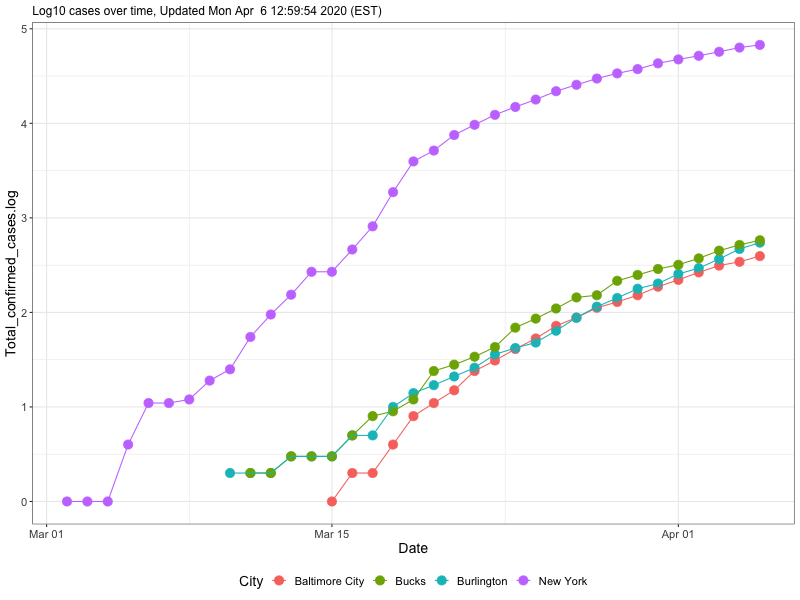 Log10 cases over time, Updated Mon Apr  6 12:59:54 2020 (EST)
Total_confirmed_cases.log
5
4
3
2
1
0
Mar 01
Mar 15
Apr 01
Date
City
Baltimore City
Bucks
Burlington
New York